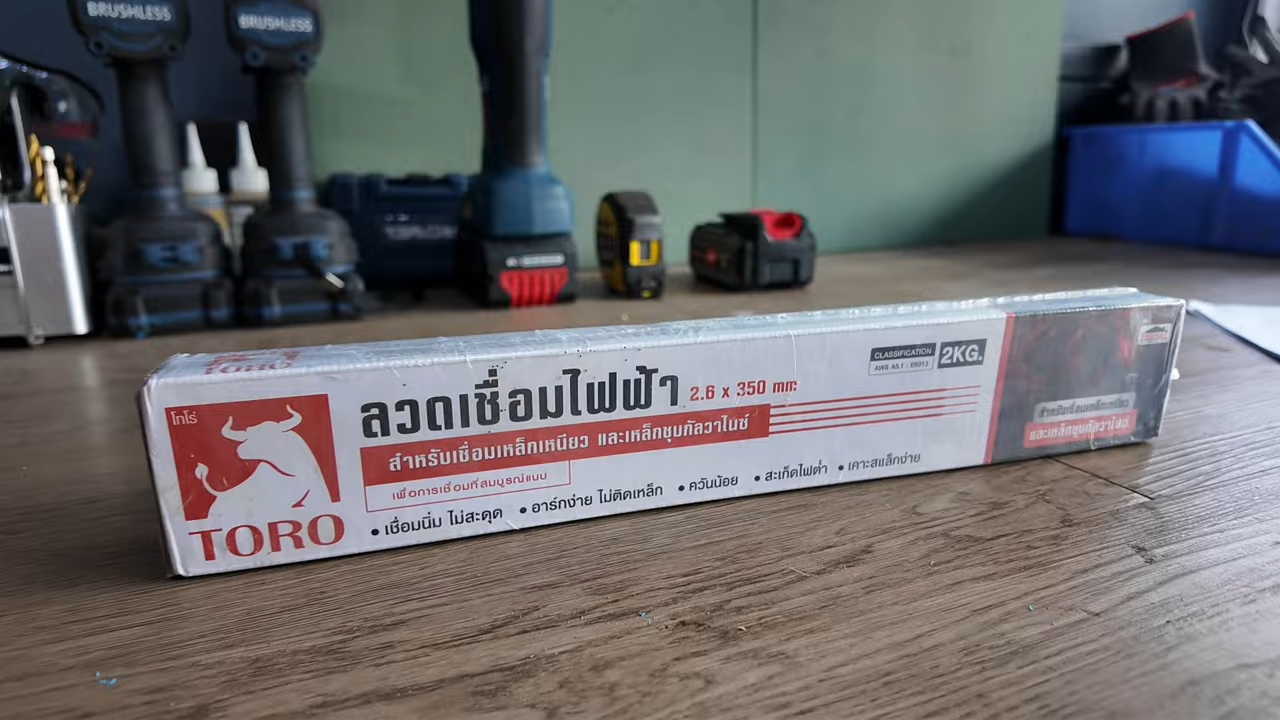 BRUSHLESS
BRUSHLESS
TORO
โทโร่
TORO
ลวดเชื่อมไฟฟ้า 2.6 x 350 mm
สำหรับเชื่อมเหล็กเหนียว และเหล็กชุบกัลวาไนซ์
เพื่อการเชื่อมที่สมบูรณ์แบบ
• เชื่อมนิ่ม ไม่สะดุด • อาร์กง่าย ไม่ติดเหล็ก • ควันน้อย • สะเก็ดไฟต่ำ • เคาะสแล็กง่าย
CLASSIFICATION
AWS A5.1 : E6013
2KG.
สำหรับเชื่อมเหล็กเหนียว
และเหล็กชุบกัลวาไนซ์